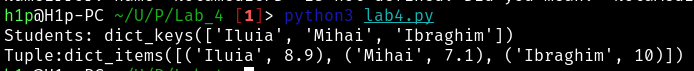 h1p@H1p-PC ~/U/P/Lab_4 [1]> python3 lab4.py
Students: dict_keys(['Iluia', 'Mihai', 'Ibraghim'])
Tuple:dict_items([('Iluia', 8.9), ('Mihai', 7.1), ('Ibraghim', 10)])